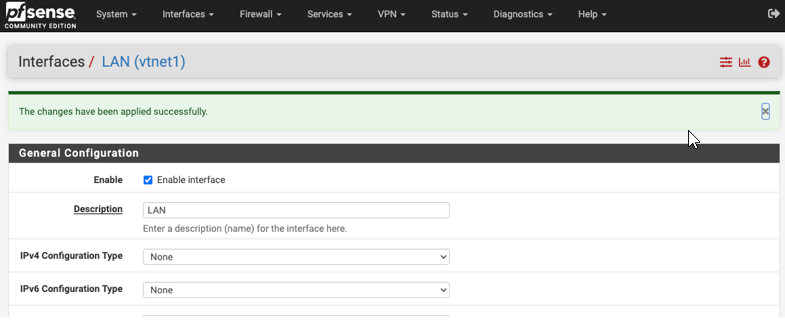 pfsense
COMMUNITY EDITION
System Interfaces Firewall Services VPN Status Diagnostics Help
Interfaces / LAN (vtnet1)
The changes have been applied successfully.
General Configuration
Enable Enable interface
Description LAN
Enter a description (name) for the interface here.
IPv4 Configuration Type None
IPv6 Configuration Type None